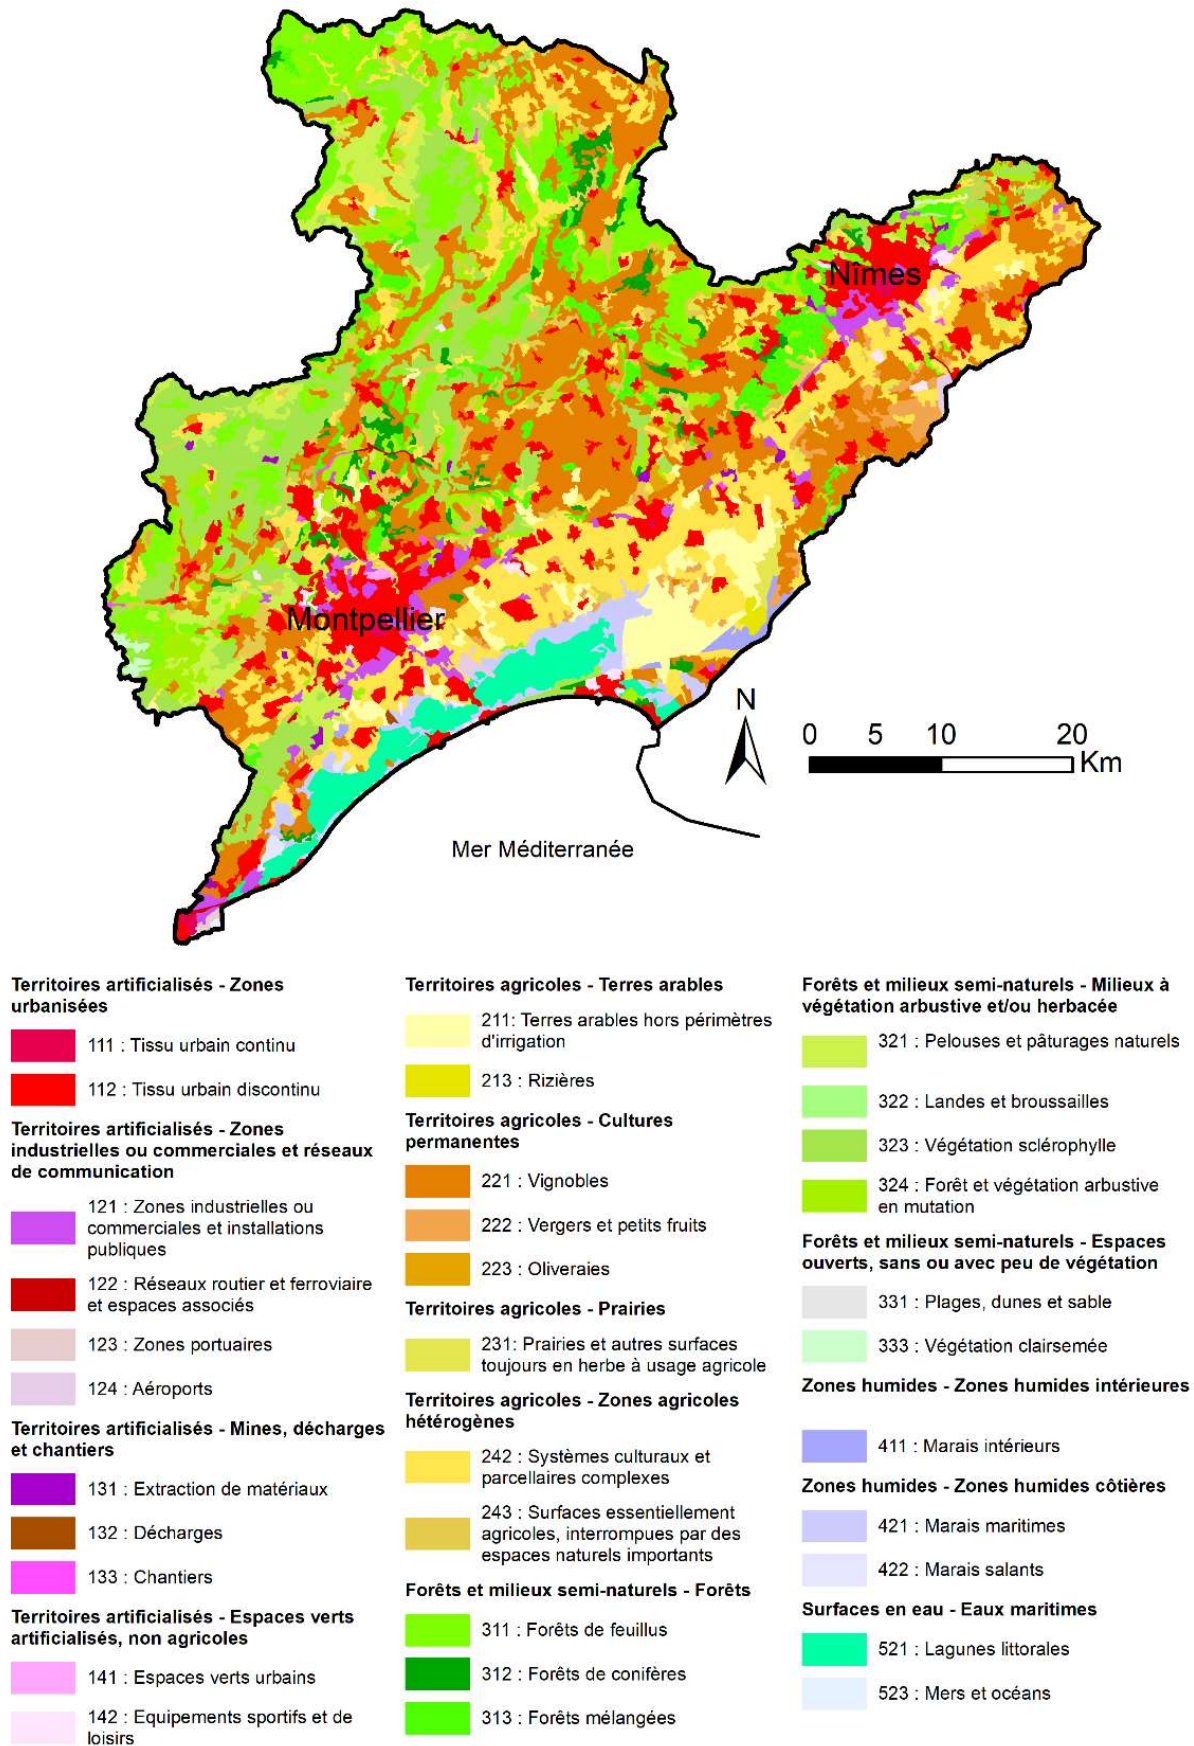 Nîmes
Montpellier
N
0 5 10 20
Km
Mer Méditerranée
Territoires artificialisés - Zones
urbanisées
111 : Tissu urbain continu
112 : Tissu urbain discontinu
Territoires artificialisés - Zones
industrielles ou commerciales et réseaux
de communication
121 : Zones industrielles ou
commerciales et installations
publiques
122 : Réseaux routier et ferroviaire
et espaces associés
123 : Zones portuaires
124 : Aéroports
Territoires artificialisés - Mines, décharges
et chantiers
131 : Extraction de matériaux
132 : Décharges
133 : Chantiers
Territoires artificialisés - Espaces verts
artificialisés, non agricoles
141 : Espaces verts urbains
142 : Equipements sportifs et de
loisirs
Territoires agricoles - Terres arables
211: Terres arables hors périmètres
d'irrigation
213 : Rizières
Territoires agricoles - Cultures
permanentes
221 : Vignobles
222 : Vergers et petits fruits
223 : Oliveraies
Territoires agricoles - Prairies
231: Prairies et autres surfaces
toujours en herbe à usage agricole
Territoires agricoles - Zones agricoles
hétérogènes
242 : Systèmes culturaux et
parcellaires complexes
243 : Surfaces essentiellement
agricoles, interrompues par des
espaces naturels importants
Forêts et milieux semi-naturels - Forêts
311 : Forêts de feuillus
312 : Forêts de conifères
313 : Forêts mélangées
Forêts et milieux semi-naturels - Milieux à
végétation arbustive et/ou herbacée
321 : Pelouses et pâturages naturels
322 : Landes et broussailles
323 : Végétation sclérophylle
324 : Forêt et végétation arbustive
en mutation
Forêts et milieux semi-naturels - Espaces
ouverts, sans ou avec peu de végétation
331 : Plages, dunes et sable
333 : Végétation clairsemée
Zones humides - Zones humides intérieures
411 : Marais intérieurs
Zones humides - Zones humides côtières
421 : Marais maritimes
422 : Marais salants
Surfaces en eau - Eaux maritimes
521 : Lagunes littorales
523 : Mers et océans